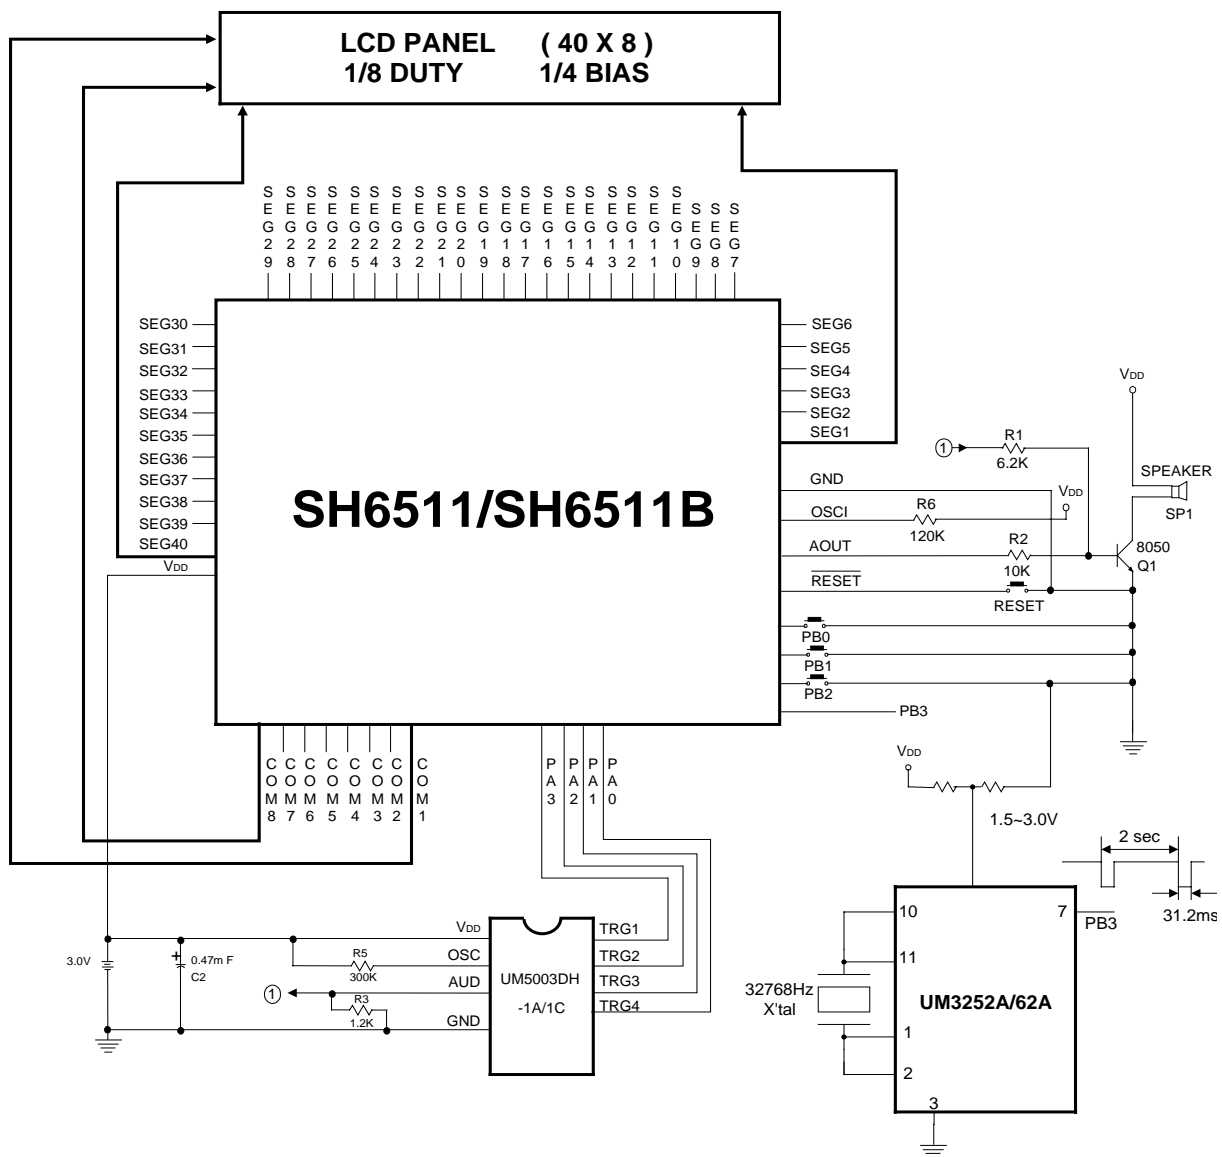 LCD PANEL ( 40 X 8 )
1/8 DUTY 1/4 BIAS
SEG29
SEG28
SEG27
SEG26
SEG25
SEG24
SEG23
SEG22
SEG21
SEG20
SEG19
SEG18
SEG17
SEG16
SEG15
SEG14
SEG13
SEG12
SEG11
SEG10
SEG9
SEG8
SEG7
SEG30
SEG31
SEG32
SEG33
SEG34
SEG35
SEG36
SEG37
SEG38
SEG39
SEG40
VDD
SH6511/SH6511B
SEG6
SEG5
SEG4
SEG3
SEG2
SEG1
GND
OSCI
AOUT
RESET
PB0
PB1
PB2
PB3
1
R1
6.2K
R6
120K
VDD
R2
10K
RESET
VDD
SPEAKER
SP1
8050
Q1
COM8
COM7
COM6
COM5
COM4
COM3
COM2
COM1
PA3
PA2
PA1
PA0
VDD
1.5~3.0V
2 sec
31.2ms
3.0V
0.47m F
C2
R5
300K
1
R3
1.2K
VDD
OSC
AUD
GND
UM5003DH
-1A/1C
TRG1
TRG2
TRG3
TRG4
32768Hz
X'tal
10
11
1
2
3
7
PB3
UM3252A/62A